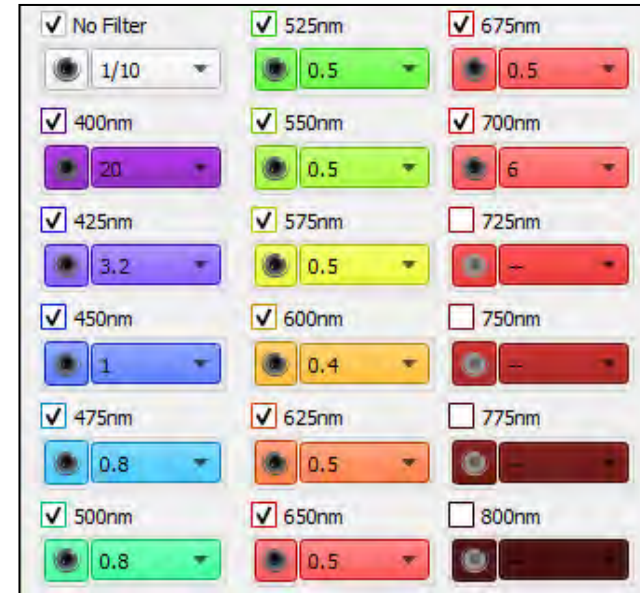 No Filter
1/10
400nm
20
425nm
3.2
450nm
1
475nm
0.8
500nm
0.8
525nm
0.5
550nm
0.5
575nm
0.5
600nm
0.4
625nm
0.5
650nm
0.5
675nm
0.5
700nm
6
725nm
--
750nm
--
775nm
--
800nm
--